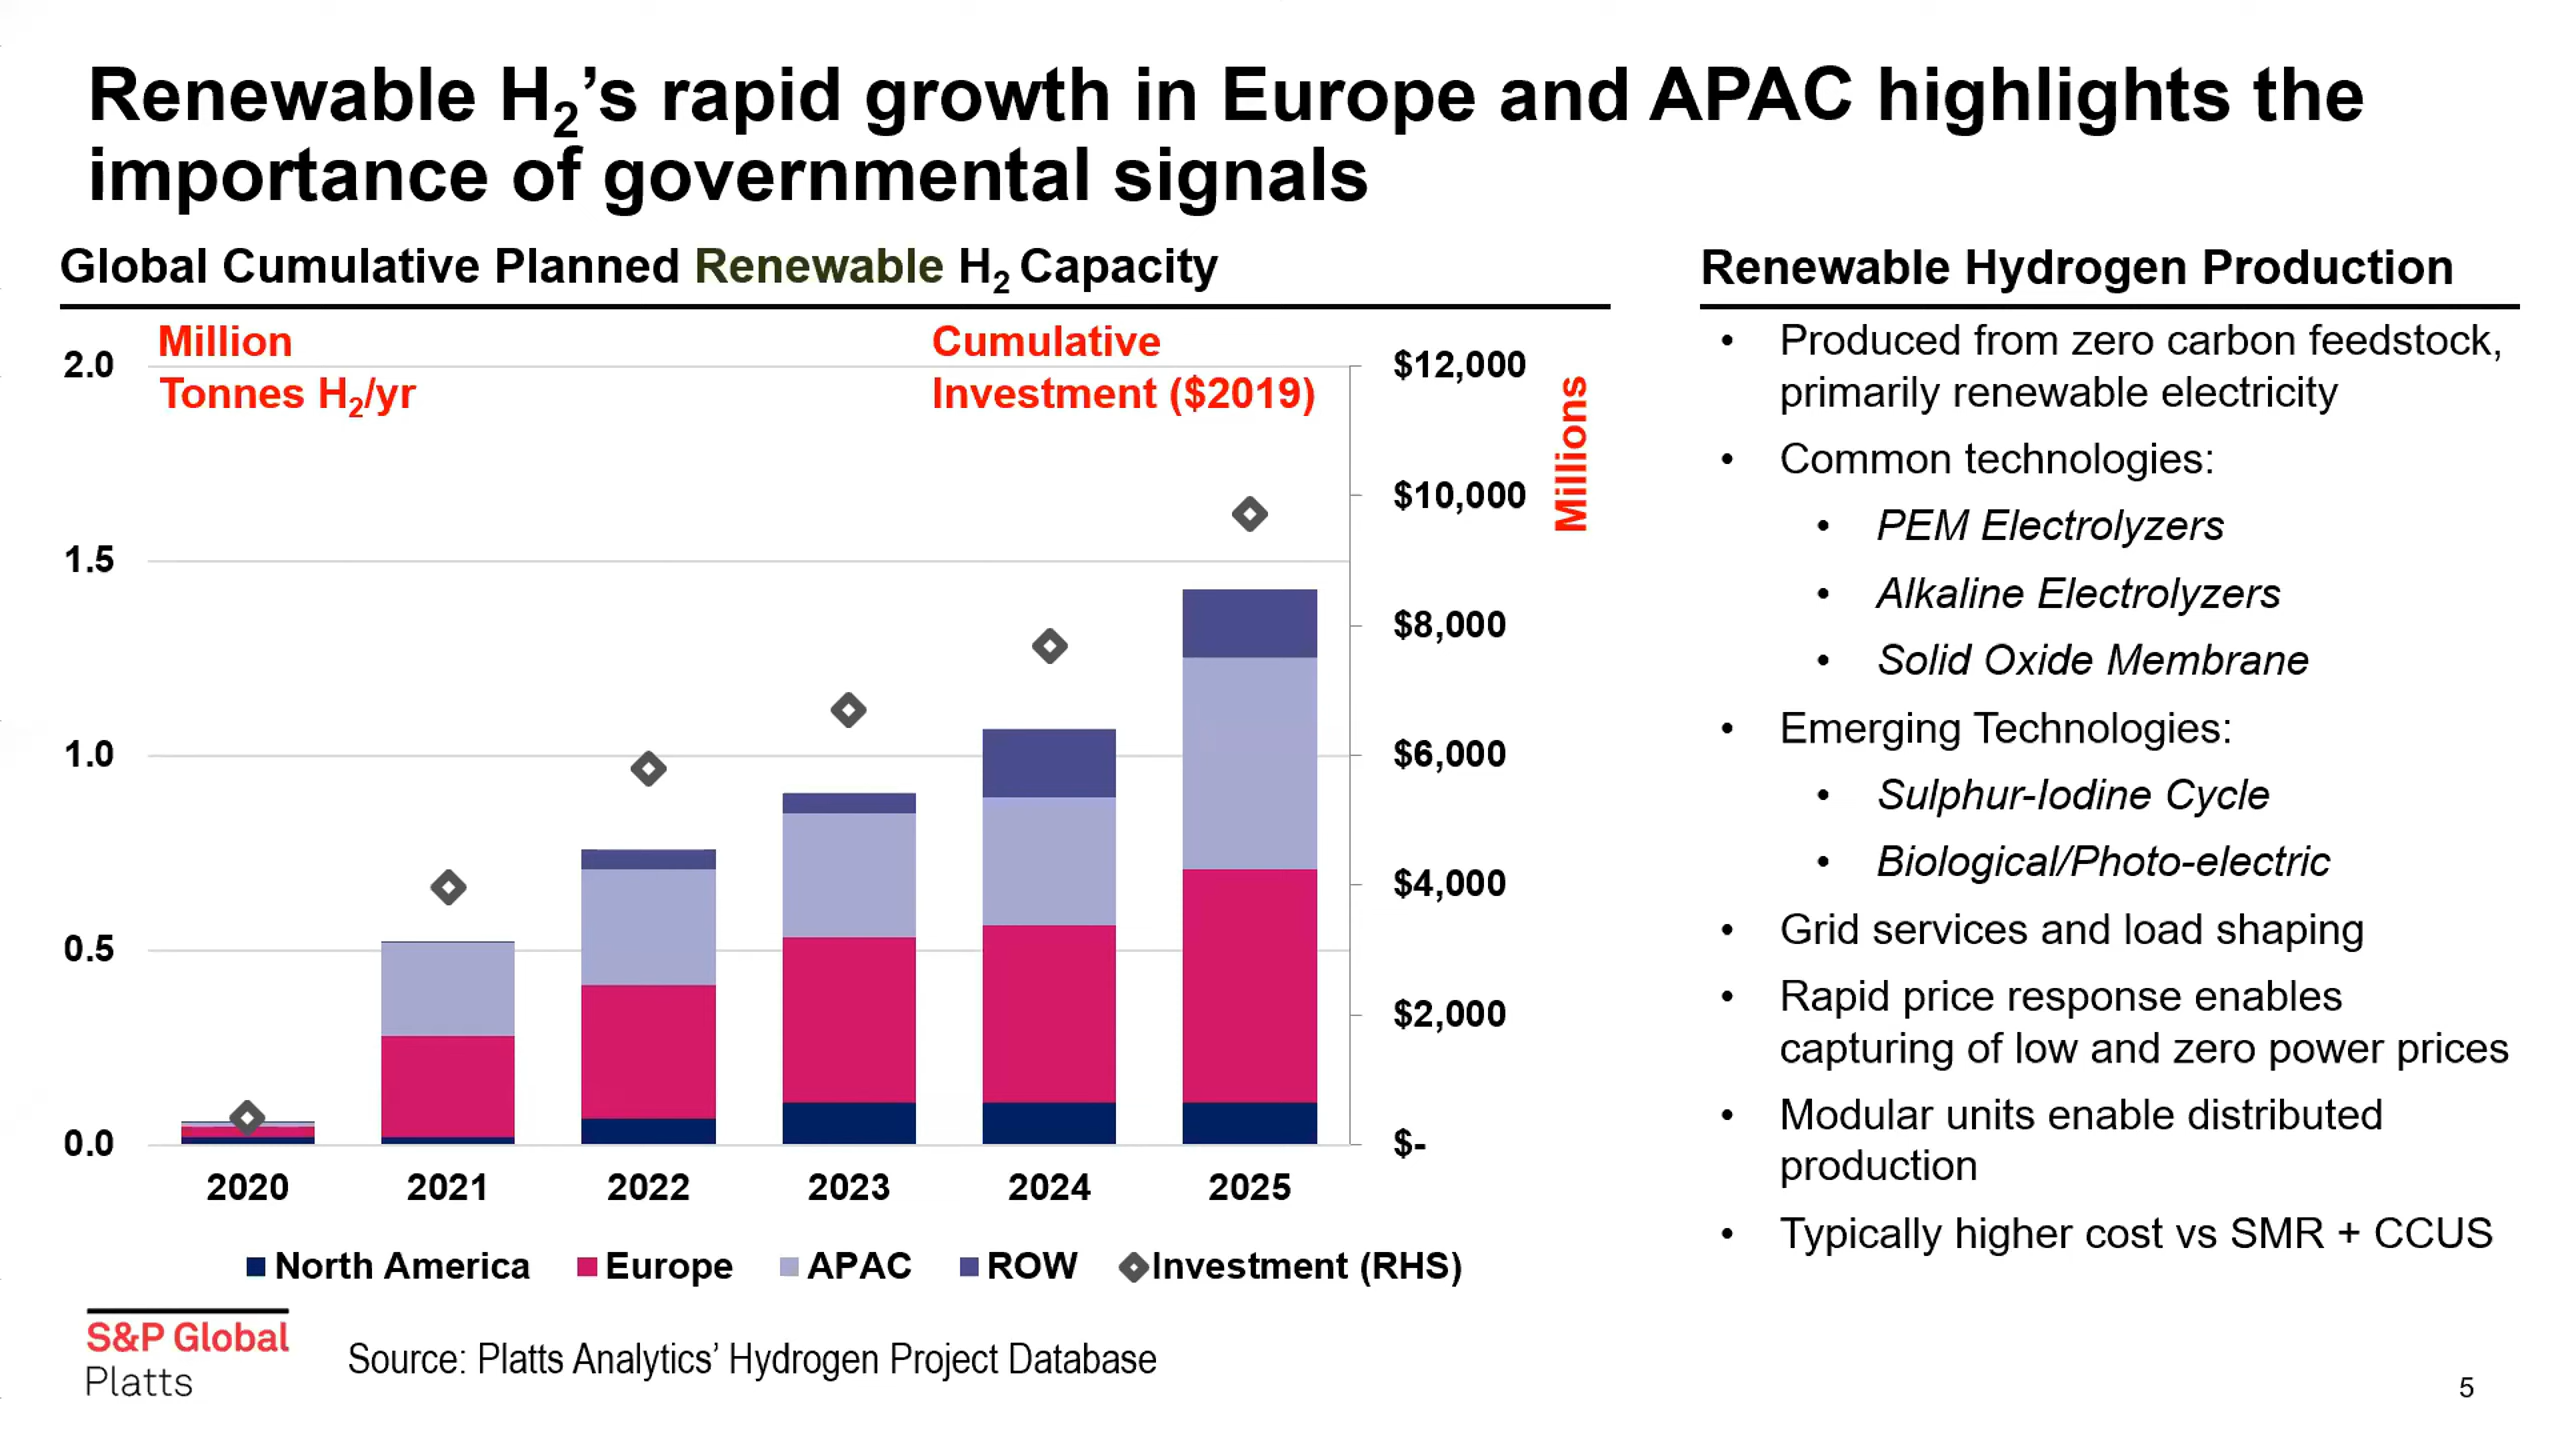 Renewable H₂’s rapid growth in Europe and APAC highlights the
importance of governmental signals
Global Cumulative Planned Renewable H₂ Capacity
Million
Tonnes H₂/yr
Cumulative
Investment ($2019)
2.0
1.5
1.0
0.5
0.0
$12,000
$10,000
$8,000
$6,000
$4,000
$2,000
$-
Millions
2020 2021 2022 2023 2024 2025
North America Europe APAC ROW Investment (RHS)
Renewable Hydrogen Production
• Produced from zero carbon feedstock,
primarily renewable electricity
• Common technologies:
• PEM Electrolyzers
• Alkaline Electrolyzers
• Solid Oxide Membrane
• Emerging Technologies:
• Sulphur-Iodine Cycle
• Biological/Photo-electric
• Grid services and load shaping
• Rapid price response enables
capturing of low and zero power prices
• Modular units enable distributed
production
• Typically higher cost vs SMR + CCUS
S&P Global
Platts
Source: Platts Analytics’ Hydrogen Project Database
5